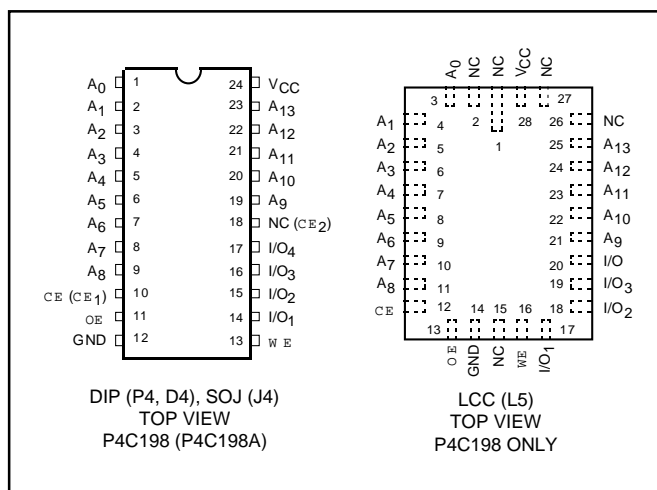 A0 1 24 VCC
A1 2 23 A13
A2 3 22 A12
A3 4 21 A11
A4 5 20 A10
A5 6 19 A9
A6 7 18 NC (CE2)
A7 8 17 I/O4
A8 9 16 I/O3
CE (CE1) 10 15 I/O2
OE 11 14 I/O1
GND 12 13 WE
DIP (P4, D4), SOJ (J4)
TOP VIEW
P4C198 (P4C198A)
A0 NC NC VCC NC
3 2 1 28 27
A1 4 26 NC
A2 5 25 A13
A3 6 24 A12
A4 7 23 A11
A5 8 22 A10
A6 9 21 A9
A7 10 20 I/O
A8 11 19 I/O3
CE 12 18 I/O2
13 14 15 16 17
OE GND NC WE I/O1
LCC (L5)
TOP VIEW
P4C198 ONLY